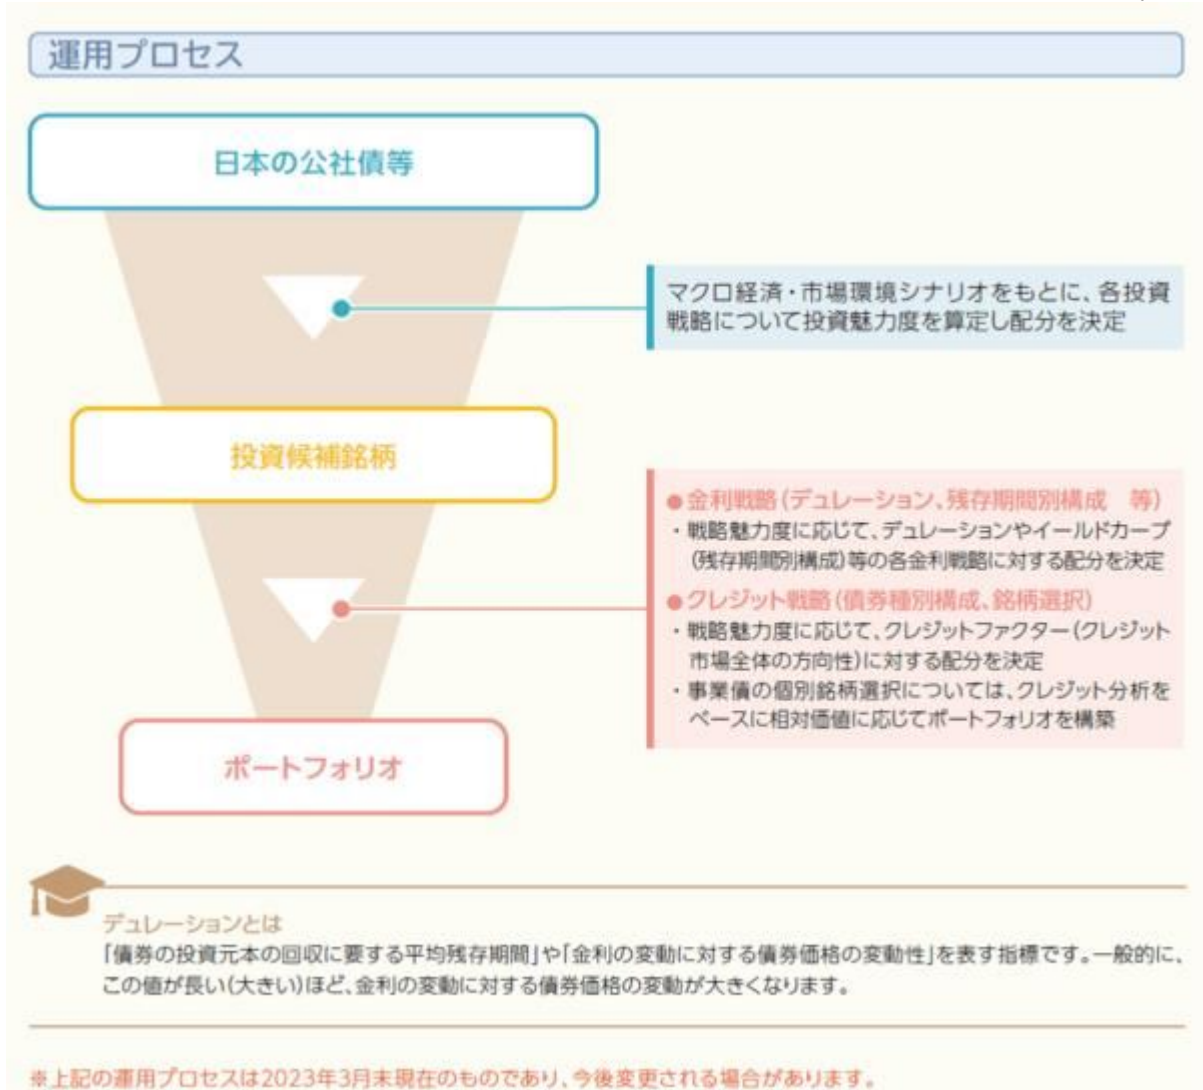 運用プロセス
日本の公社債等
マクロ経済・市場環境シナリオをもとに、各投資
戦略について投資魅力度を算定し配分を決定
投資候補銘柄
●金利戦略(デュレーション、残存期間別構成　等)
・戦略魅力度に応じて、デュレーションやイールドカーブ
(残存期間別構成)等の各金利戦略に対する配分を決定
●クレジット戦略(債券種別構成、銘柄選択)
・戦略魅力度に応じて、クレジットファクター(クレジット
市場全体の方向性)に対する配分を決定
・事業債の個別銘柄選択については、クレジット分析を
ベースに相対価値に応じてポートフォリオを構築
ポートフォリオ
デュレーションとは
「債券の投資元本の回収に要する平均残存期間」や「金利の変動に対する債券価格の変動性」を表す指標です。一般的に、
この値が長い(大きい)ほど、金利の変動に対する債券価格の変動が大きくなります。
※上記の運用プロセスは2023年3月末現在のものであり、今後変更される場合があります。